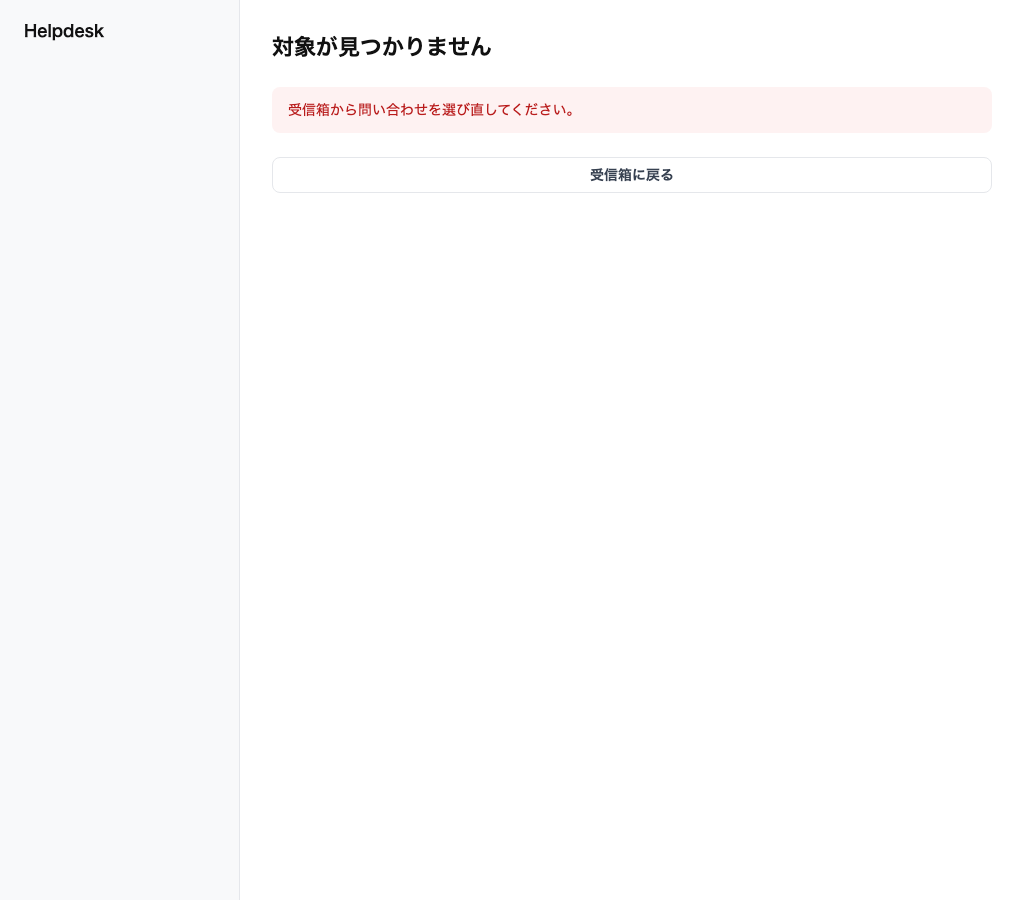 Helpdesk
対象が見つかりません
受信箱から問い合わせを選び直してください。
受信箱に戻る